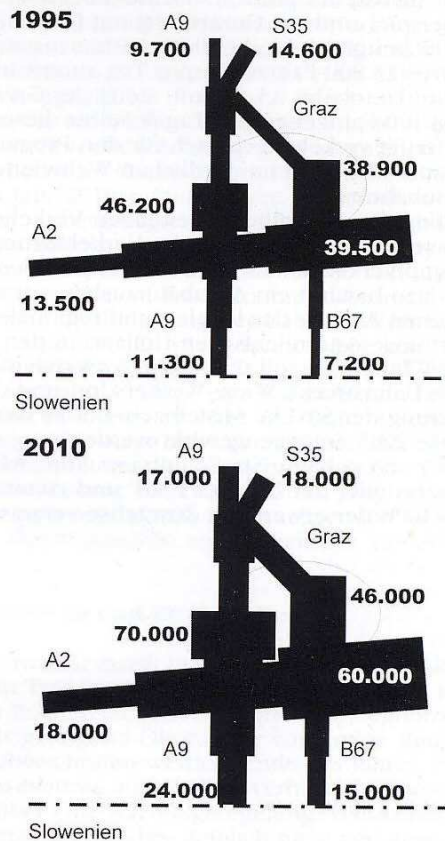 1995
A9
S35
9.700
14.600
Graz
38.900
46.200
A2
39.500
13.500
A9
B67
11.300
7.200
Slowenien
2010
A9
S35
17.000
18.000
Graz
46.000
70.000
A2
60.000
18.000
A9
B67
24.000
15.000
Slowenien